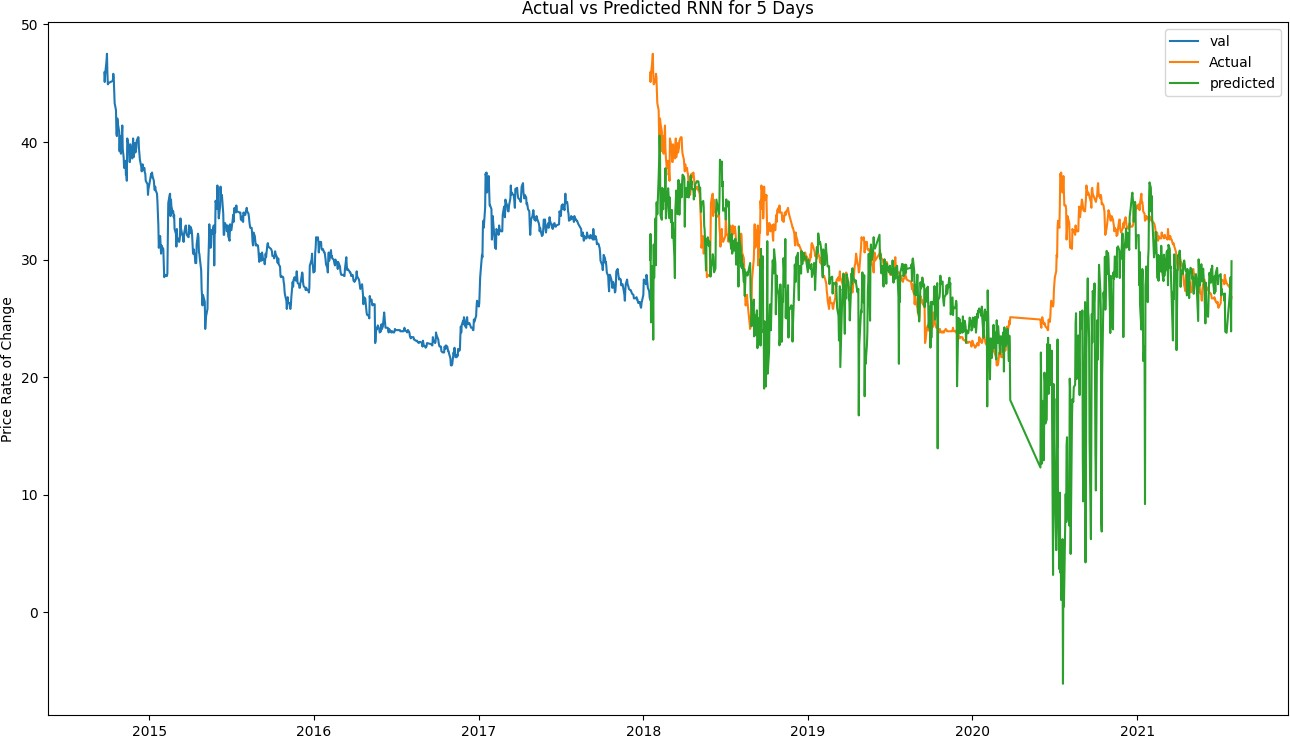 Actual vs Predicted RNN for 5 Days
val
Actual
predicted
Price Rate of Change
50
40
30
20
10
0
2015
2016
2017
2018
2019
2020
2021